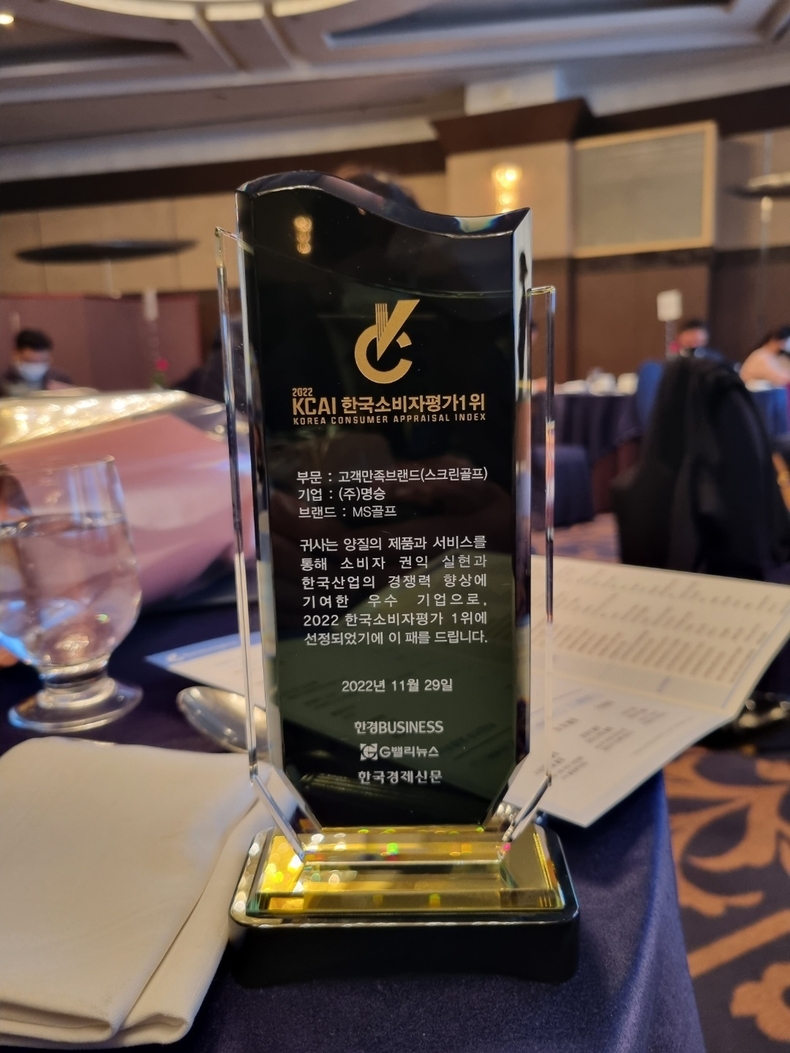 2022
KCAI 한국소비자평가1위
KOREA CONSUMER APPRAISAL INDEX
부문 : 고객만족브랜드(스크린골프)
기업 : (주)명승
브랜드 : MS골프
귀사는 양질의 제품과 서비스를
통해 소비자 권익 실현과
한국산업의 경쟁력 향상에
기여한 우수 기업으로,
2022 한국소비자평가 1위에
선정되었기에 이 패를 드립니다.
2022년 11월 29일
한경BUSINESS
G밸리뉴스
한국경제신문